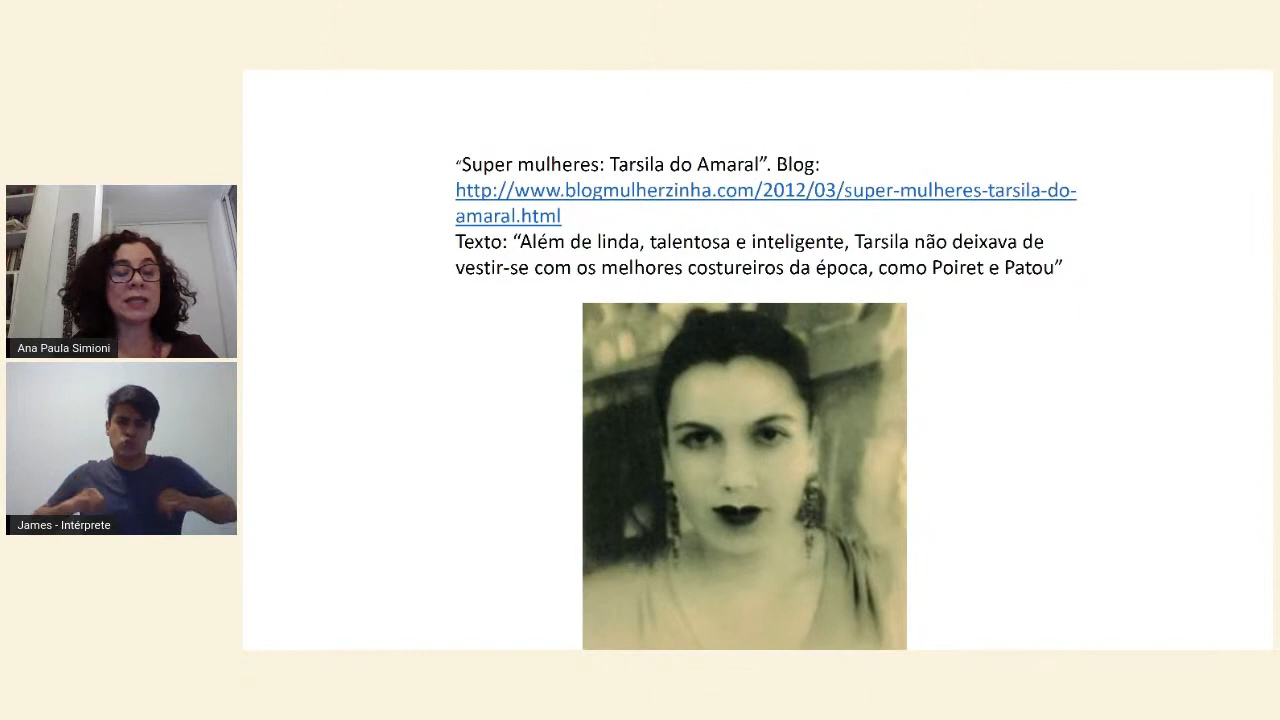 “Super mulheres: Tarsila do Amaral”. Blog:
http://www.blogmulherzinha.com/2012/03/super-mulheres-tarsila-do-
amaral.html
Texto: “Além de linda, talentosa e inteligente, Tarsila não deixava de
vestir-se com os melhores costureiros da época, como Poiret e Patou”
Ana Paula Simioni
James - Intérprete